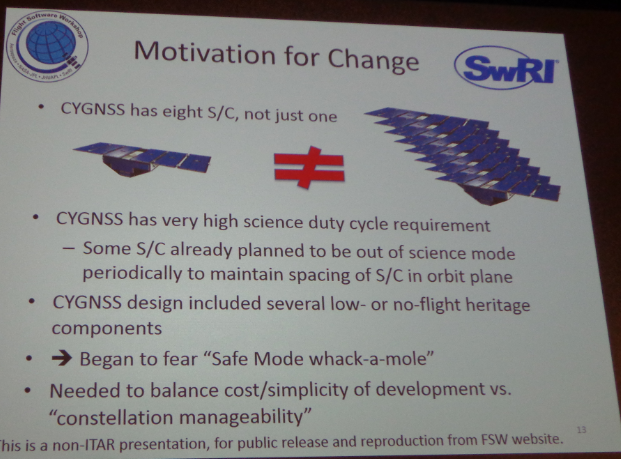 Flight Software Workshop
Motivation for Change
SwRI
• CYGNSS has eight S/C, not just one
• CYGNSS has very high science duty cycle requirement
– Some S/C already planned to be out of science mode
periodically to maintain spacing of S/C in orbit plane
• CYGNSS design included several low- or no-flight heritage
components
• ➔ Began to fear “Safe Mode whack-a-mole”
• Needed to balance cost/simplicity of development vs.
“constellation manageability”
13
This is a non-ITAR presentation, for public release and reproduction from FSW website.